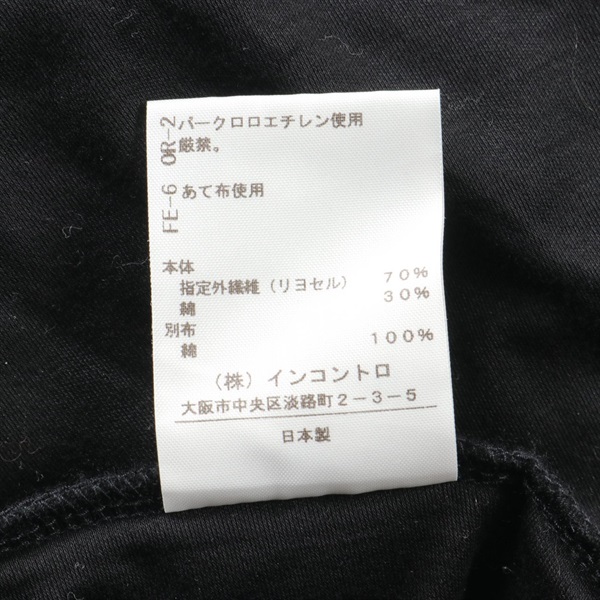 OR-2
パークロロエチレン使用
厳禁。
FE-6
あて布使用
本体
指定外繊維（リヨセル） 70%
綿 30%
別布
綿 100%
（株）インコントロ
大阪市中央区淡路町２－３－５
日本製